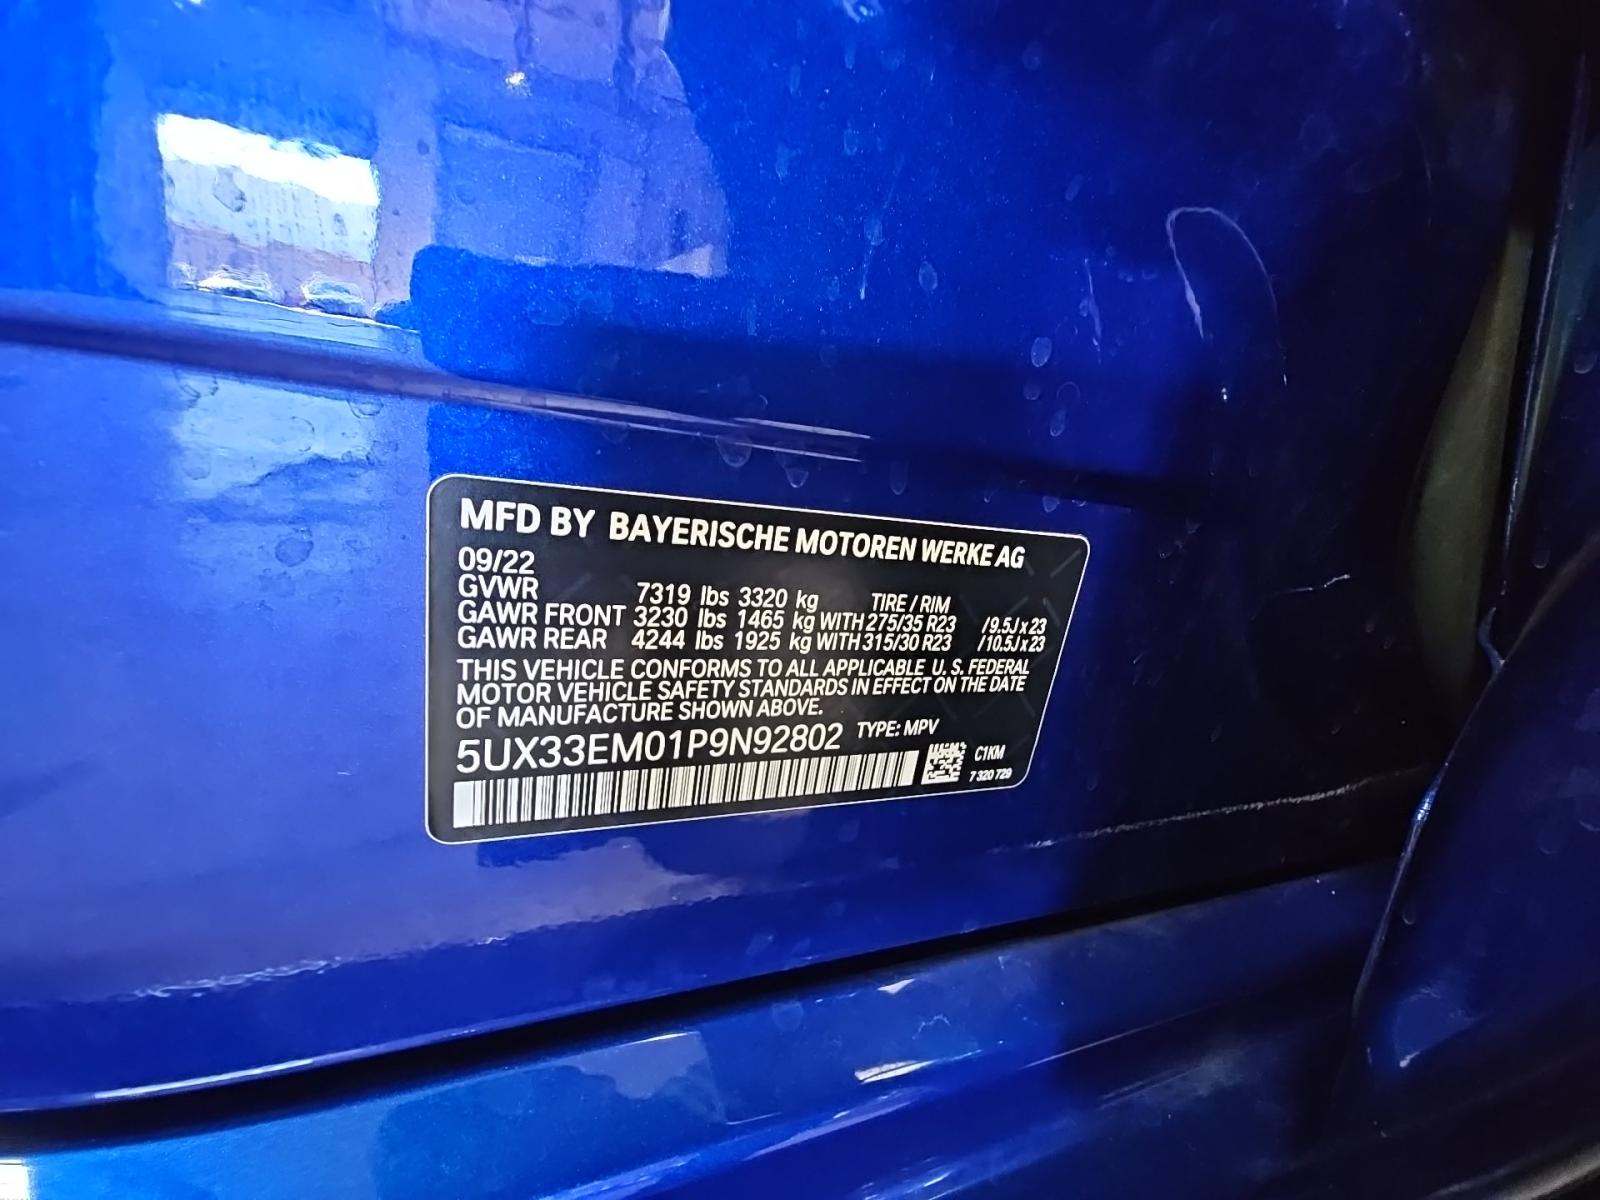 MFD BY BAYERISCHE MOTOREN WERKE AG
09/22
GVWR 7319 lbs 3320 kg TIRE / RIM
GAWR FRONT 3230 lbs 1465 kg WITH 275/35 R23 /9.5J x 23
GAWR REAR 4244 lbs 1925 kg WITH 315/30 R23 /10.5J x 23
THIS VEHICLE CONFORMS TO ALL APPLICABLE U. S. FEDERAL
MOTOR VEHICLE SAFETY STANDARDS IN EFFECT ON THE DATE
OF MANUFACTURE SHOWN ABOVE.
5UX33EM01P9N92802 TYPE: MPV
C1KM
7 320 729